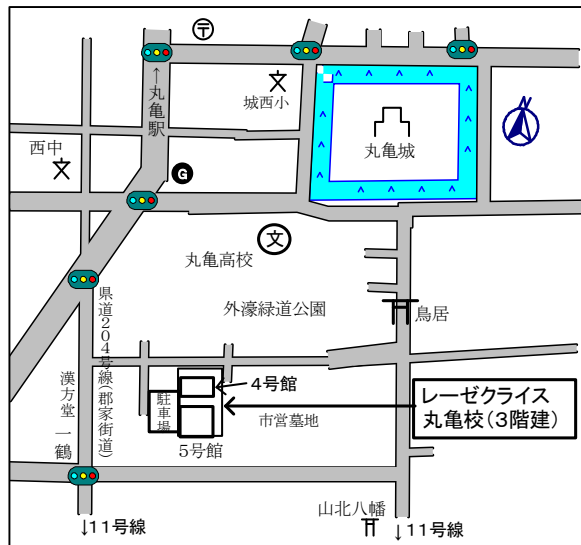 〒
↑丸亀駅
文
城西小
丸亀城
西中
文
G
文
丸亀高校
外濠緑道公園
鳥居
県道204号線(郡家街道)
漢方堂 一鶴
4号館
駐車場
5号館
市営墓地
レーゼクライス
丸亀校(3階建)
山北八幡
↓11号線
↓11号線